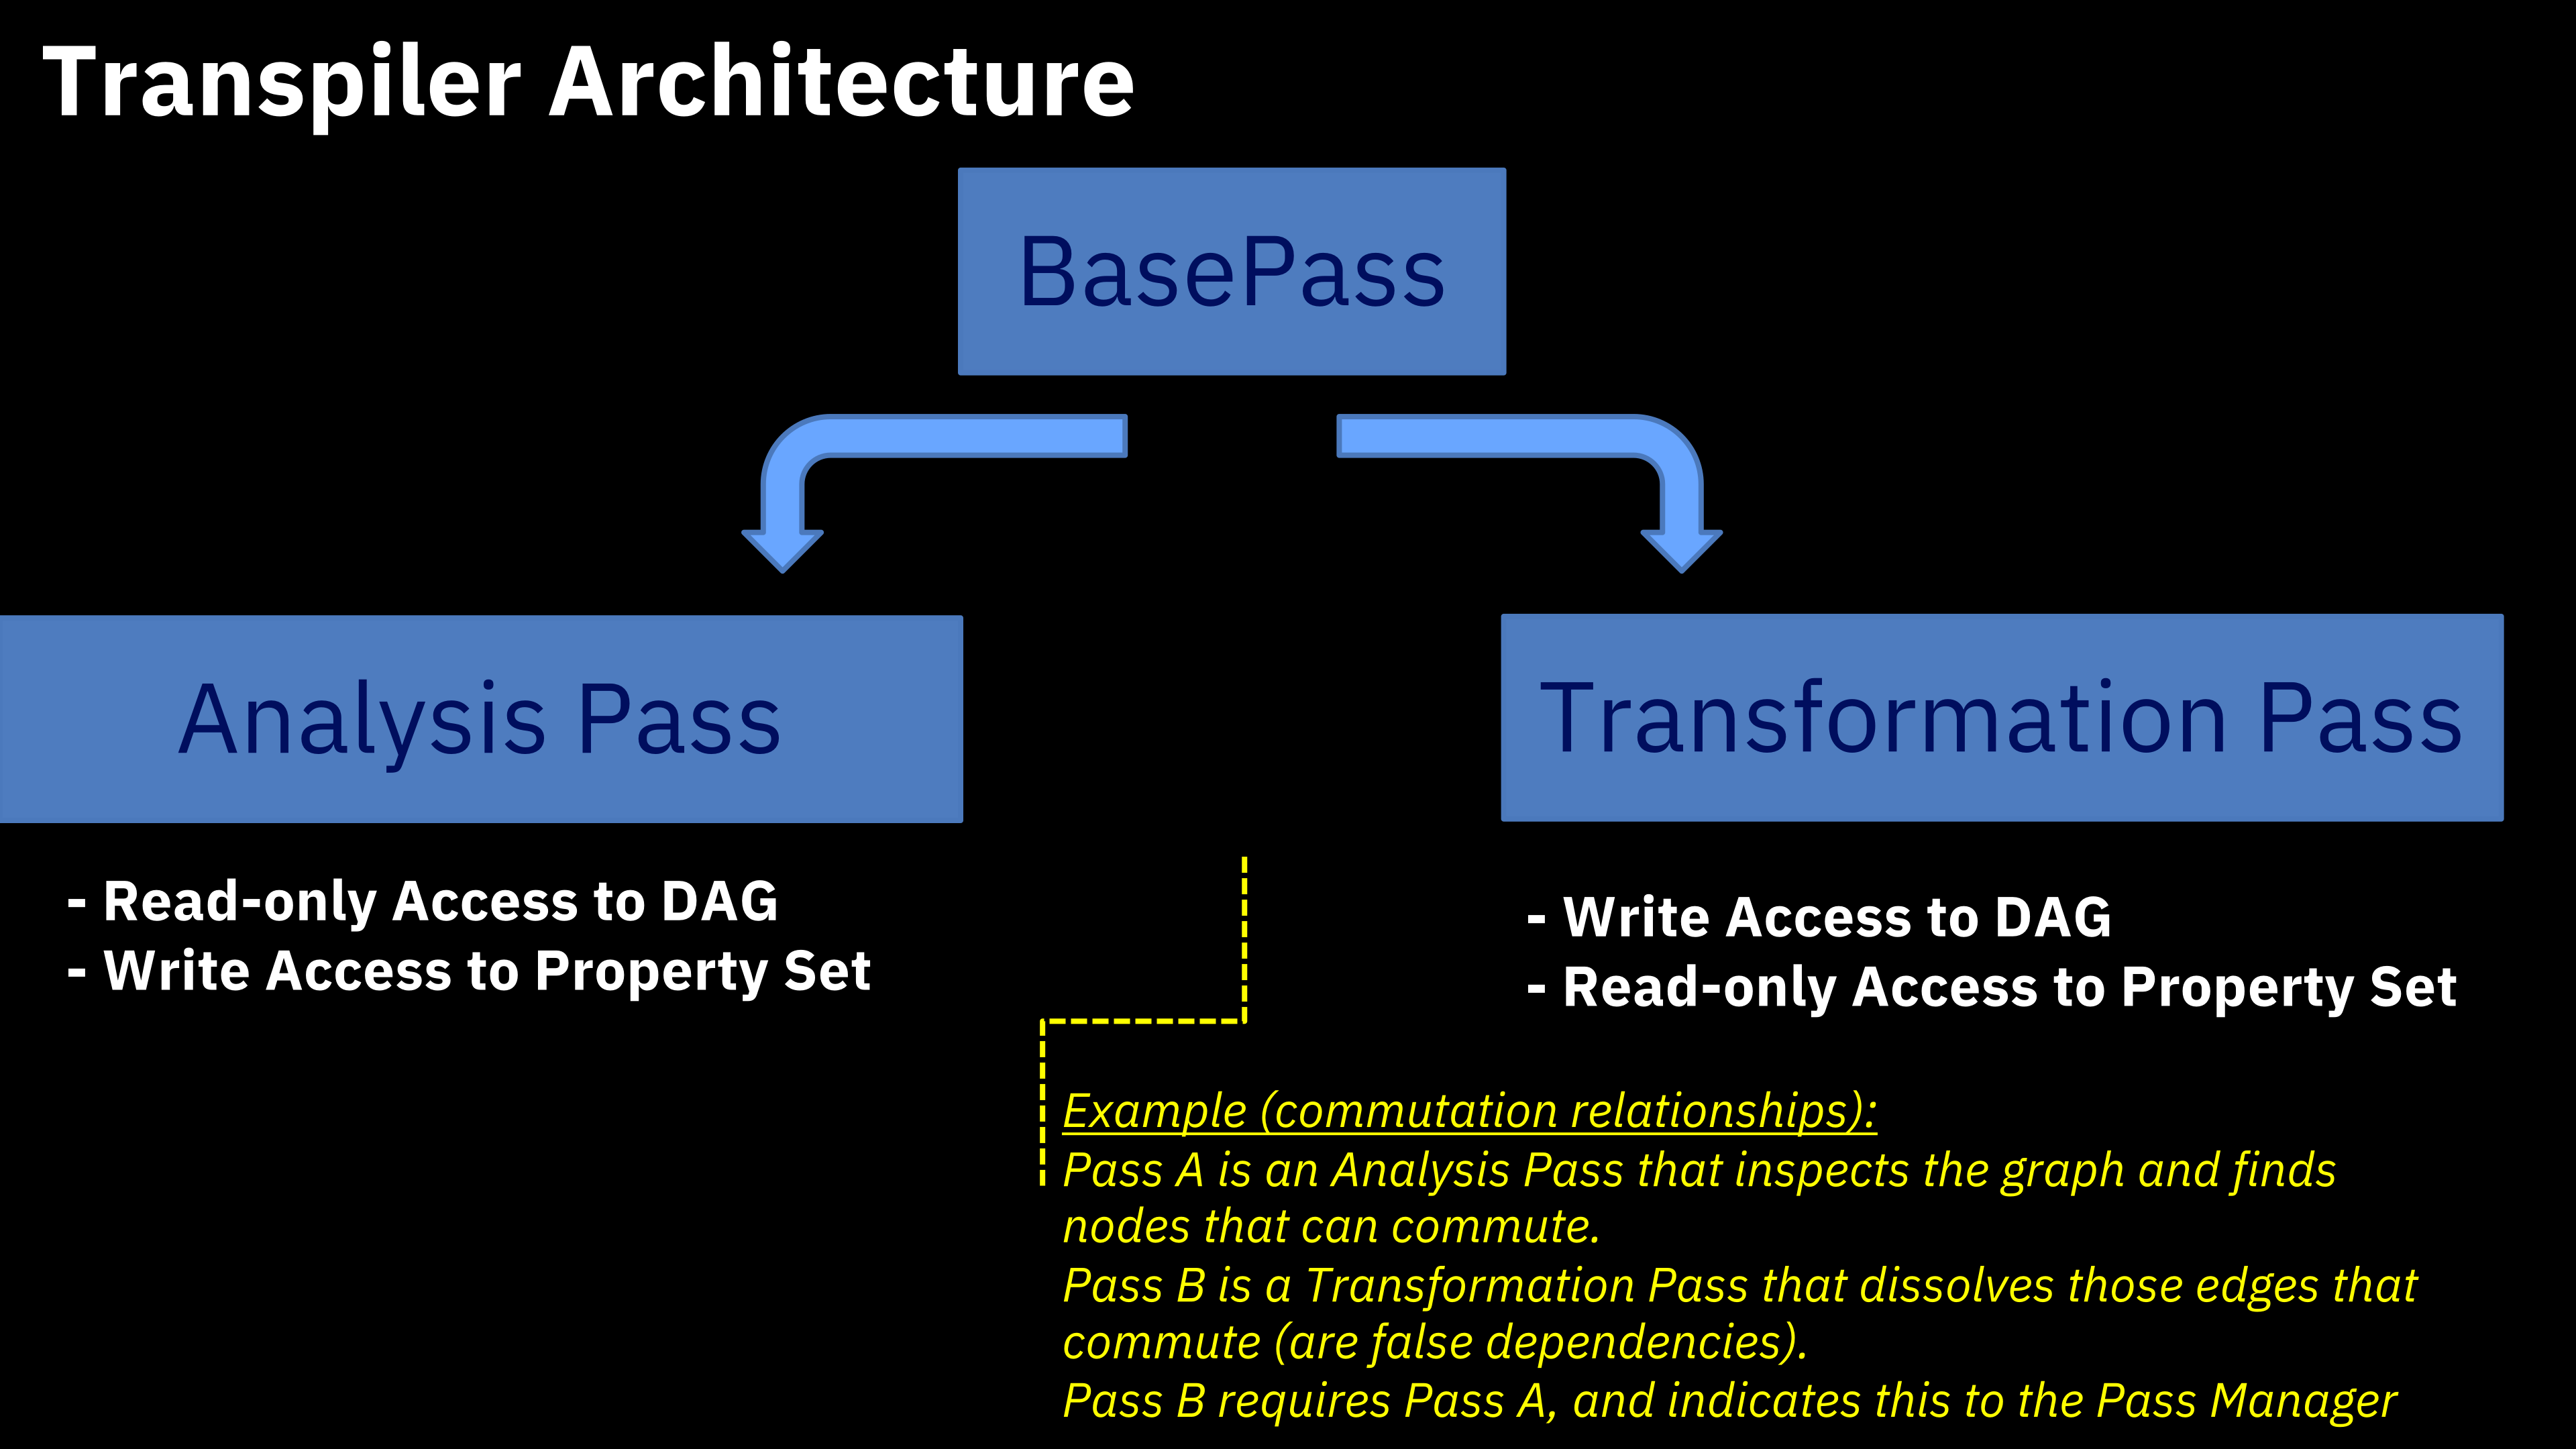 Transpiler Architecture
BasePass
Analysis Pass
Transformation Pass
- Read-only Access to DAG
- Write Access to Property Set
- Write Access to DAG
- Read-only Access to Property Set
Example (commutation relationships):
Pass A is an Analysis Pass that inspects the graph and finds
nodes that can commute.
Pass B is a Transformation Pass that dissolves those edges that
commute (are false dependencies).
Pass B requires Pass A, and indicates this to the Pass Manager